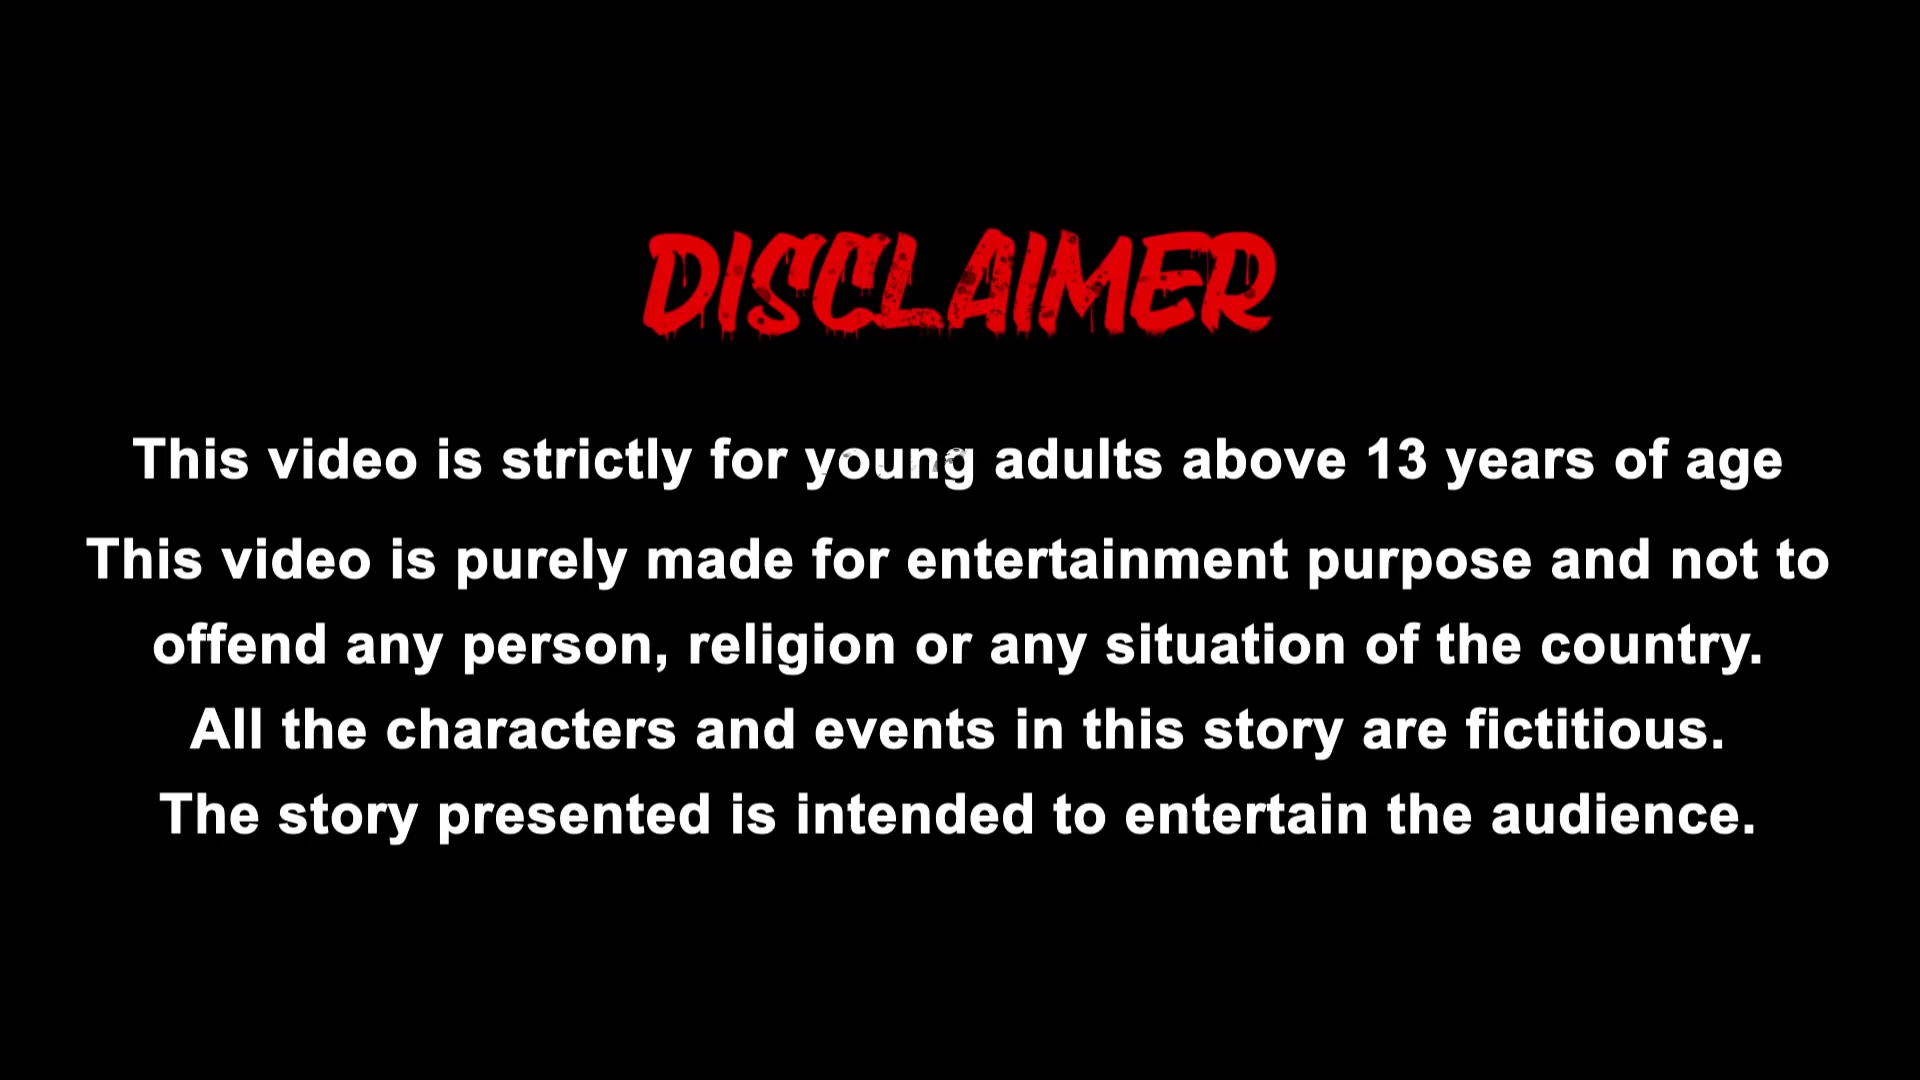 DISCLAIMER
This video is strictly for young adults above 13 years of age
This video is purely made for entertainment purpose and not to
offend any person, religion or any situation of the country.
All the characters and events in this story are fictitious.
The story presented is intended to entertain the audience.